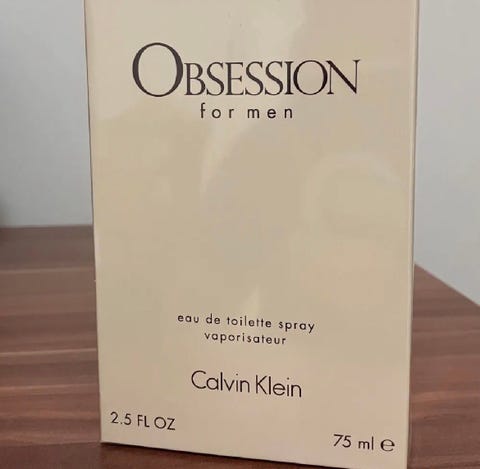 OBSESSION
for men
eau de toilette spray
vaporisateur
Calvin Klein
2.5 FL OZ
75 ml ℮